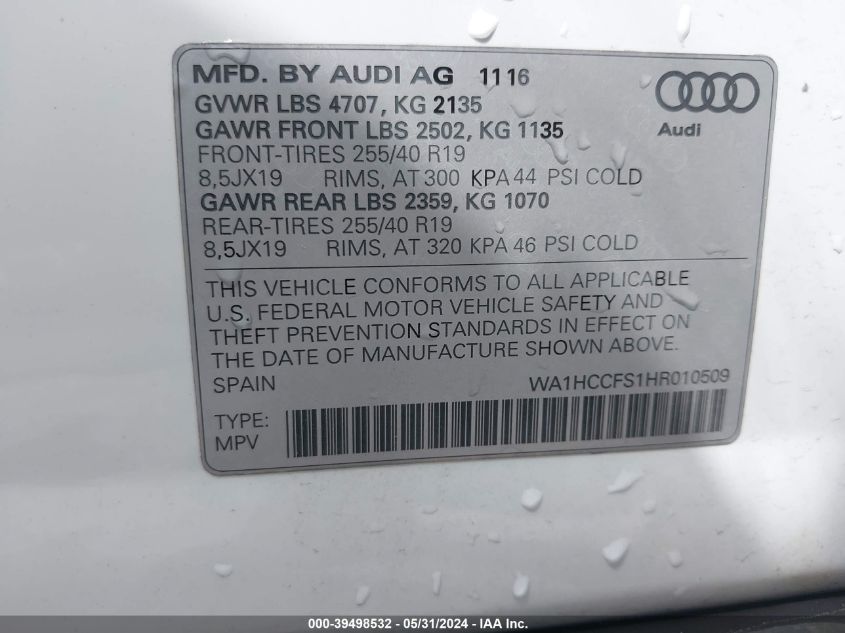 MFD. BY AUDI AG 11 16
GVWR LBS 4707, KG 2135
GAWR FRONT LBS 2502, KG 1135
FRONT-TIRES 255/40 R19
8,5JX19 RIMS, AT 300 KPA 44 PSI COLD
GAWR REAR LBS 2359, KG 1070
REAR-TIRES 255/40 R19
8,5JX19 RIMS, AT 320 KPA 46 PSI COLD
Audi
THIS VEHICLE CONFORMS TO ALL APPLICABLE
U.S. FEDERAL MOTOR VEHICLE SAFETY AND
THEFT PREVENTION STANDARDS IN EFFECT ON
THE DATE OF MANUFACTURE SHOWN ABOVE.
SPAIN WA1HCCFS1HR010509
TYPE:
MPV
000-39498532 - 05/31/2024 - IAA Inc.